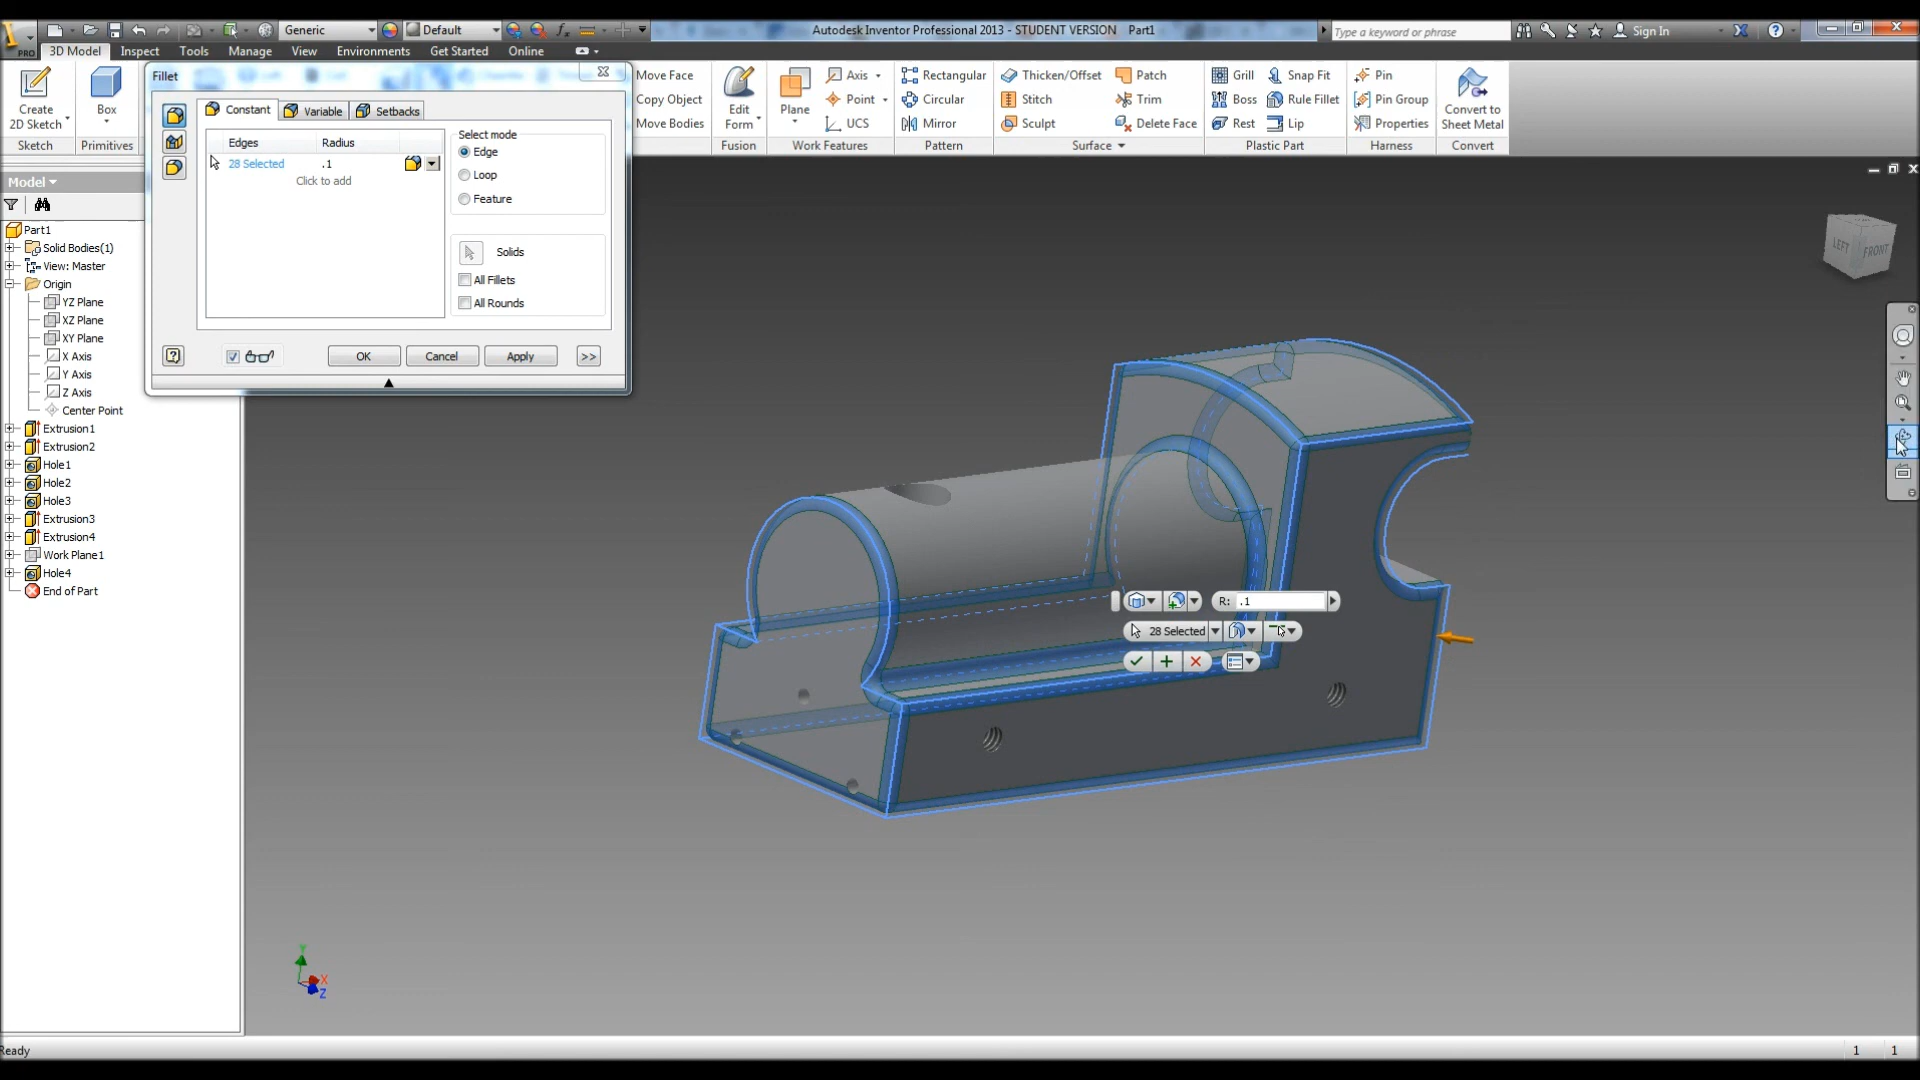 Generic
Default
Autodesk Inventor Professional 2013 - STUDENT VERSION Part1
Type a keyword or phrase
Sign In
PRO
3D Model
Inspect
Tools
Manage
View
Environments
Get Started
Online
Create
2D Sketch
Sketch
Box
Primitives
Fillet
Constant
Variable
Setbacks
Edges
Radius
28 Selected
.1
Click to add
Select mode
Edge
Loop
Feature
Solids
All Fillets
All Rounds
OK
Cancel
Apply
>>
Move Face
Copy Object
Move Bodies
Edit
Form
Fusion
Plane
Axis
Point
UCS
Work Features
Rectangular
Circular
Mirror
Pattern
Thicken/Offset
Stitch
Sculpt
Patch
Trim
Delete Face
Surface
Grill
Boss
Rest
Snap Fit
Rule Fillet
Lip
Plastic Part
Pin
Pin Group
Properties
Harness
Convert to
Sheet Metal
Convert
Model
Part1
Solid Bodies(1)
View: Master
Origin
YZ Plane
XZ Plane
XY Plane
X Axis
Y Axis
Z Axis
Center Point
Extrusion1
Extrusion2
Hole1
Hole2
Hole3
Extrusion3
Extrusion4
Work Plane1
Hole4
End of Part
LEFT
FRONT
R: .1
28 Selected
Y
X
Z
Ready
1 1